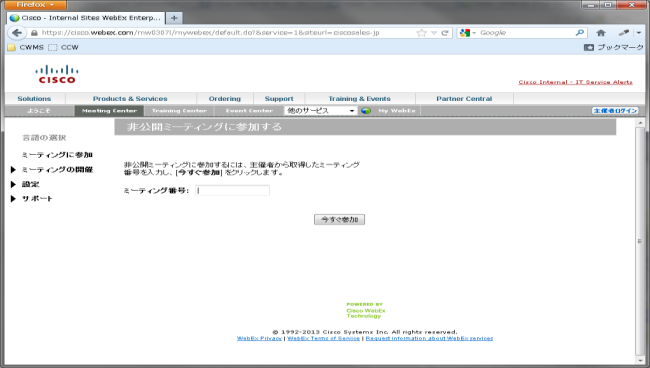 Firefox
Cisco - Internal Sites WebEx Enterp...
https://cisco.webex.com/mw0307l/mywebex/default.do?service=1&siteurl=ciscosales-jp
Google
CWMS CCW
ブックマーク
CISCO
Cisco Internal - IT Service Alerts
Solutions Products & Services Ordering Support Training & Events Partner Central
ようこそ Meeting Center Training Center Event Center 他のサービス My WebEx 主催者ログイン
非公開ミーティングに参加する
言語の選択
ミーティングに参加
ミーティングの開催
設定
サポート
非公開ミーティングに参加するには、主催者から取得したミーティング
番号を入力し、[今すぐ参加] をクリックします。
ミーティング番号:
今すぐ参加
POWERED BY
Cisco WebEx
Technology
© 1992-2013 Cisco Systems Inc, All rights reserved.
WebEx Privacy | WebEx Terms of Service | Request information about WebEx services